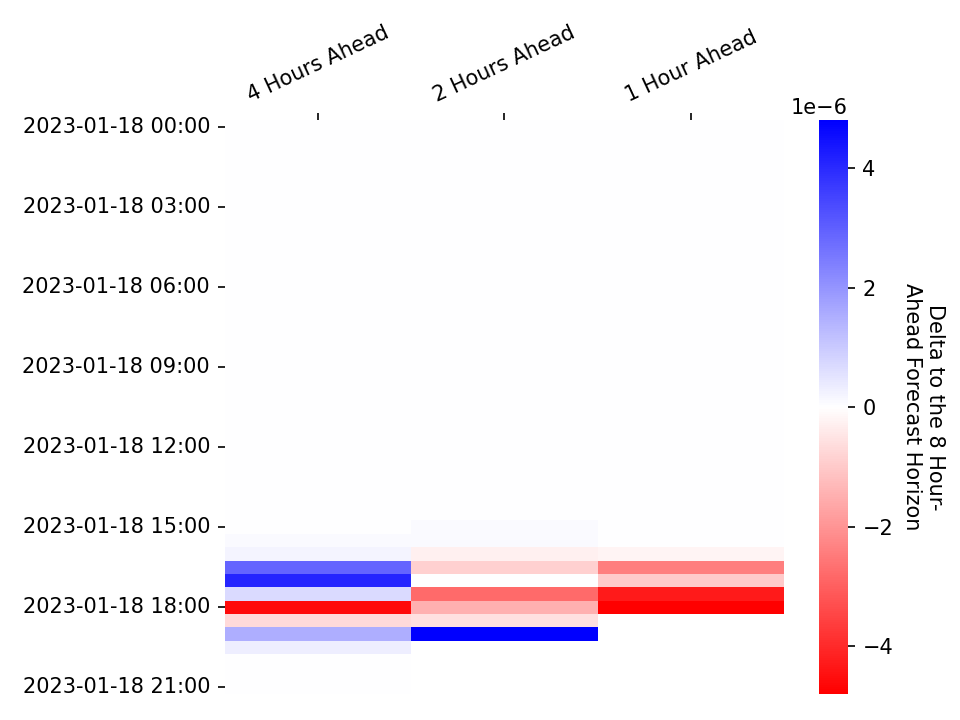 4 Hours Ahead
2 Hours Ahead
1 Hour Ahead
1e−6
2023-01-18 00:00
2023-01-18 03:00
2023-01-18 06:00
2023-01-18 09:00
2023-01-18 12:00
2023-01-18 15:00
2023-01-18 18:00
2023-01-18 21:00
4
2
0
−2
−4
Delta to the 8 Hour-
Ahead Forecast Horizon